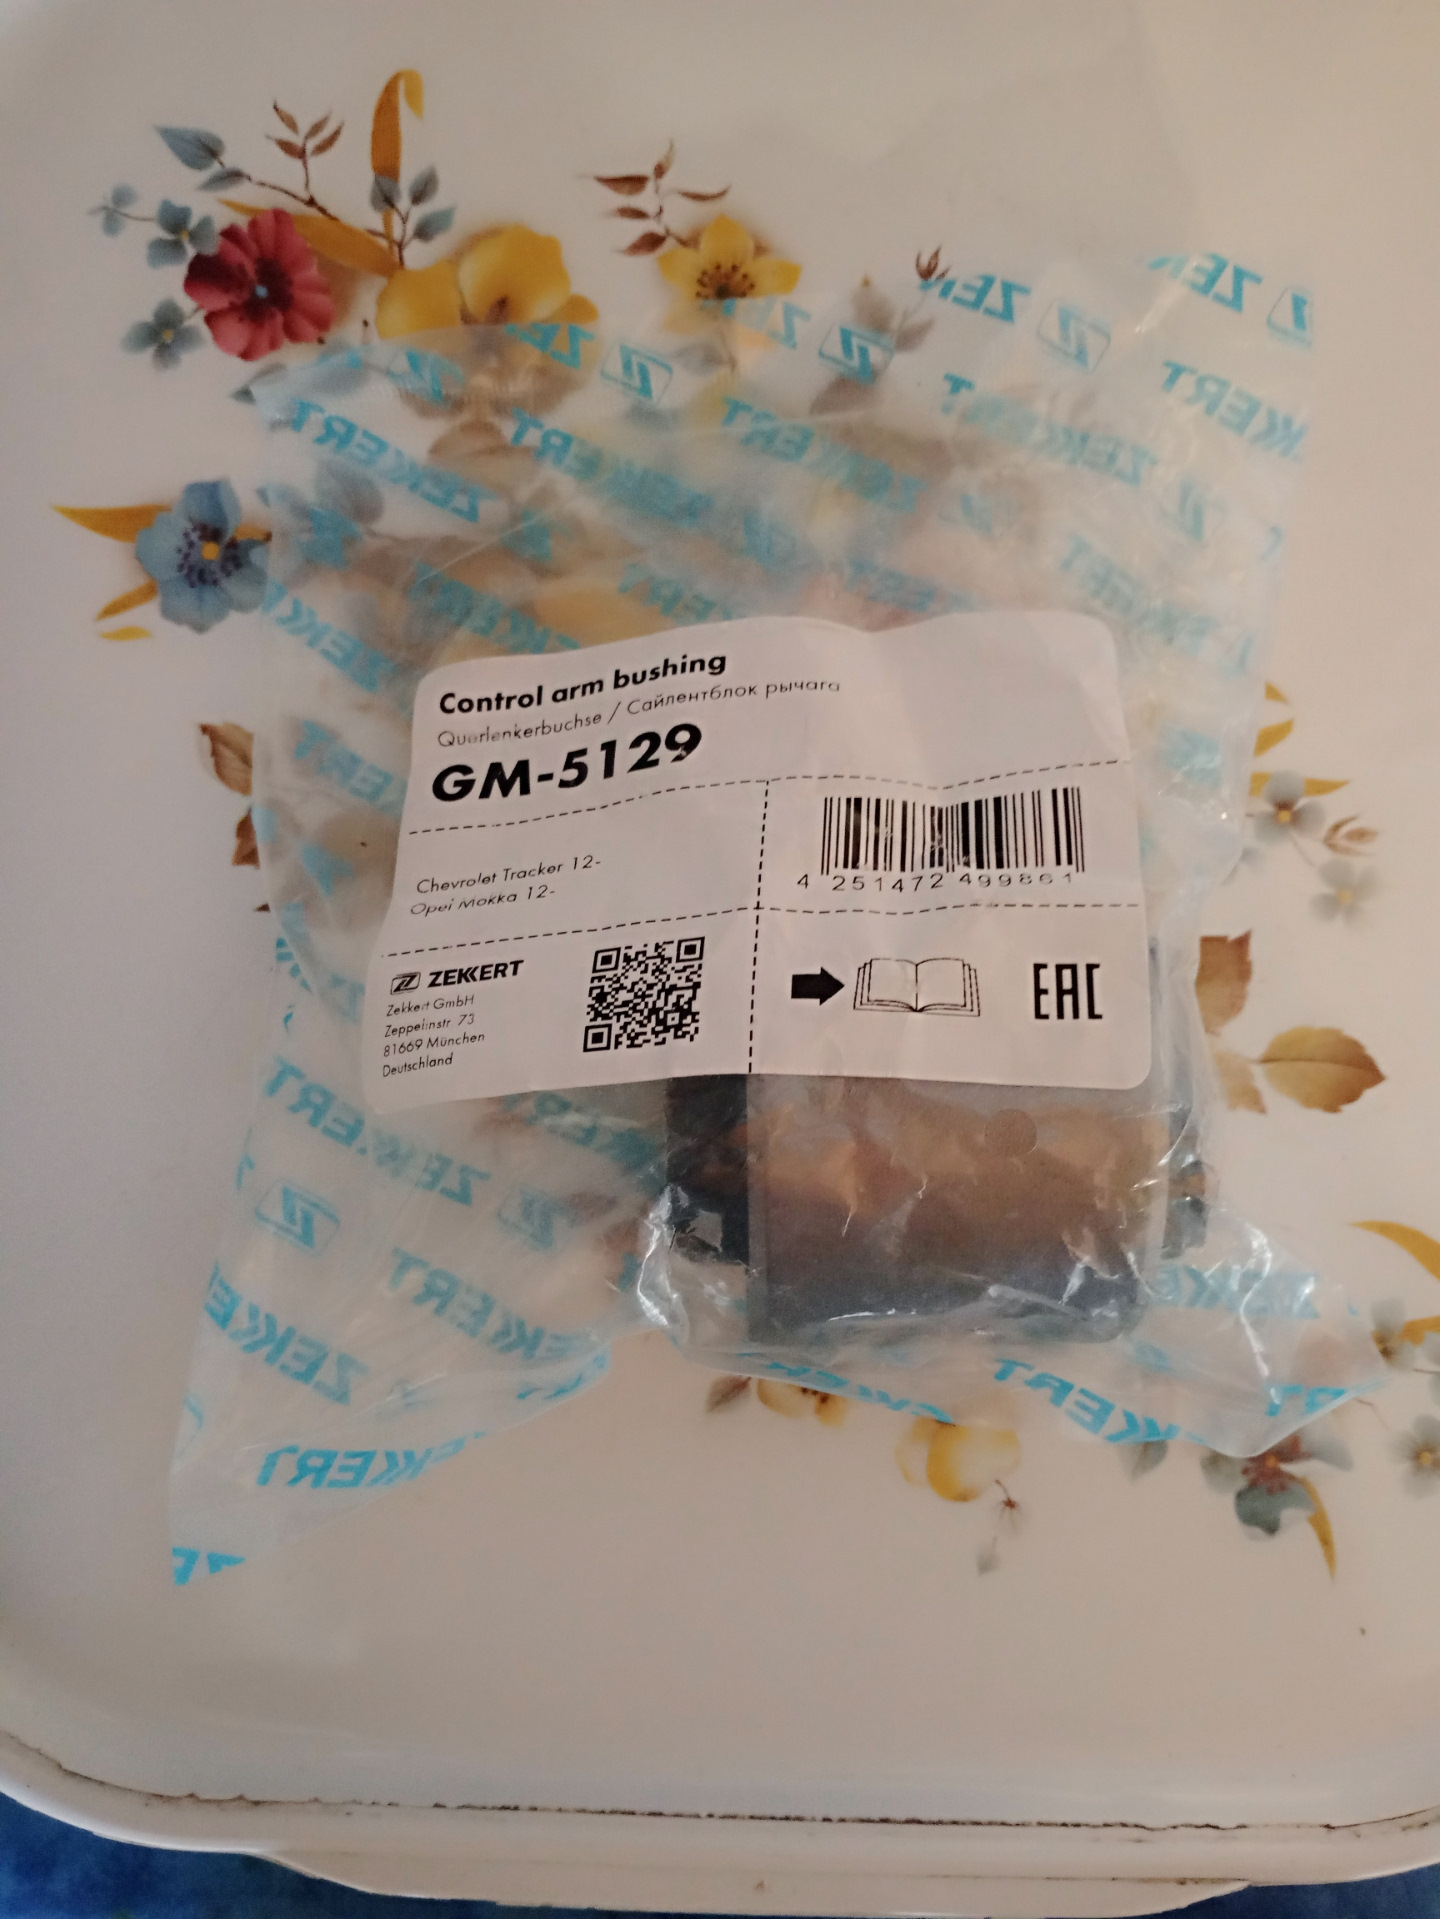 Control arm bushing
Querlenkerbuchse / Сайлентблок рычага
GM-5129
Chevrolet Tracker 12-
Opel Mokka 12-
4 251472 499861
ZEKKERT
Zekkert GmbH
Zeppelinstr 73
81669 München
Deutschland
EAC